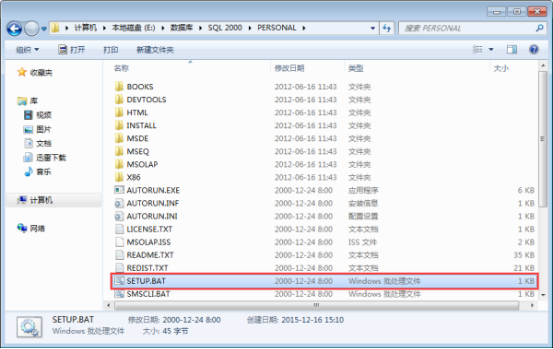 计算机 ▸ 本地磁盘 (E:) ▸ 数据库 ▸ SQL 2000 ▸ PERSONAL ▸ 搜索 PERSONAL
组织 打开 打印 新建文件夹
收藏夹
库
视频
图片
文档
迅雷下载
音乐
计算机
网络
名称 修改日期 类型
BOOKS 2012-06-16 11:43 文件夹
DEVTOOLS 2012-06-16 11:43 文件夹
HTML 2012-06-16 11:43 文件夹
INSTALL 2012-06-16 11:43 文件夹
MSDE 2012-06-16 11:43 文件夹
MSEQ 2012-06-16 11:43 文件夹
MSOLAP 2012-06-16 11:43 文件夹
X86 2012-06-16 11:43 文件夹
AUTORUN.EXE 2000-12-24 8:00 应用程序 6 KB
AUTORUN.INF 2000-12-24 8:00 安装信息 1 KB
AUTORUN.INI 2000-12-24 8:00 配置设置 1 KB
LICENSE.TXT 2000-12-24 8:00 文本文档 1 KB
MSOLAP.ISS 2000-12-24 8:00 ISS 文件 2 KB
README.TXT 2000-12-24 8:00 文本文档 35 KB
REDIST.TXT 2000-12-24 8:00 文本文档 21 KB
SETUP.BAT 2000-12-24 8:00 Windows 批处理文件 1 KB
SMSCLI.BAT 2000-12-24 8:00 Windows 批处理文件 1 KB
SETUP.BAT 修改日期: 2000-12-24 8:00 创建日期: 2015-12-16 15:10
Windows 批处理文件 大小: 45 字节